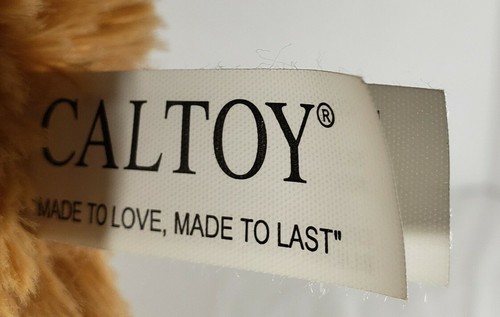 CALTOY®
MADE TO LOVE, MADE TO LAST"